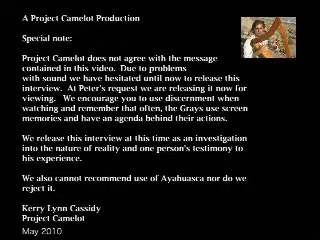 A Project Camelot Production
Special note:
Project Camelot does not agree with the message
contained in this video.  Due to problems
with sound we have hesitated until now to release this
interview.  At Peter's request we are releasing it now for
viewing.   We encourage you to use discernment when
watching and remember that often, the Grays use screen
memories and have an agenda behind their actions.
We release this interview at this time as an investigation
into the nature of reality and one person's testimony to
his experience.
We also cannot recommend use of Ayahuasca nor do we
reject it.
Kerry Lynn Cassidy
Project Camelot
May 2010